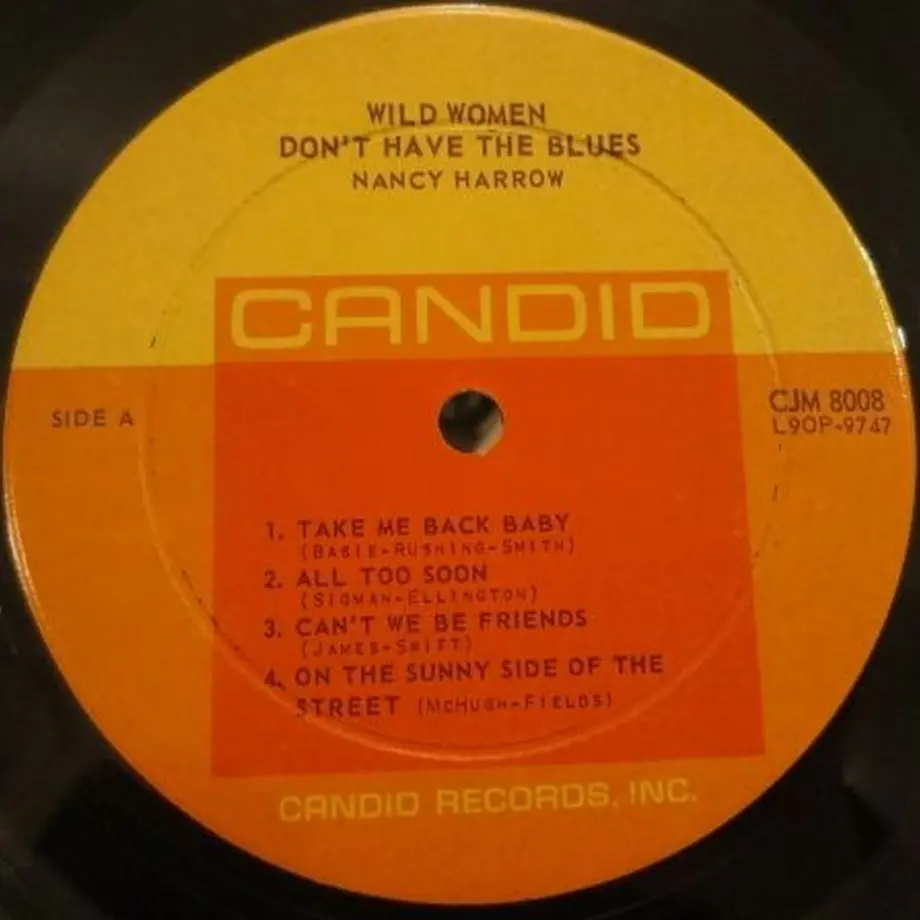 WILD WOMEN
DON'T HAVE THE BLUES
NANCY HARROW
CANDID
SIDE A
CJM 8008
L90P-9747
1. TAKE ME BACK BABY
(BASIE-RUSHING-SMITH)
2. ALL TOO SOON
(SIGMAN-ELLINGTON)
3. CAN'T WE BE FRIENDS
(JAMES-SWIFT)
4. ON THE SUNNY SIDE OF THE
STREET (MCHUGH-FIELDS)
CANDID RECORDS, INC.